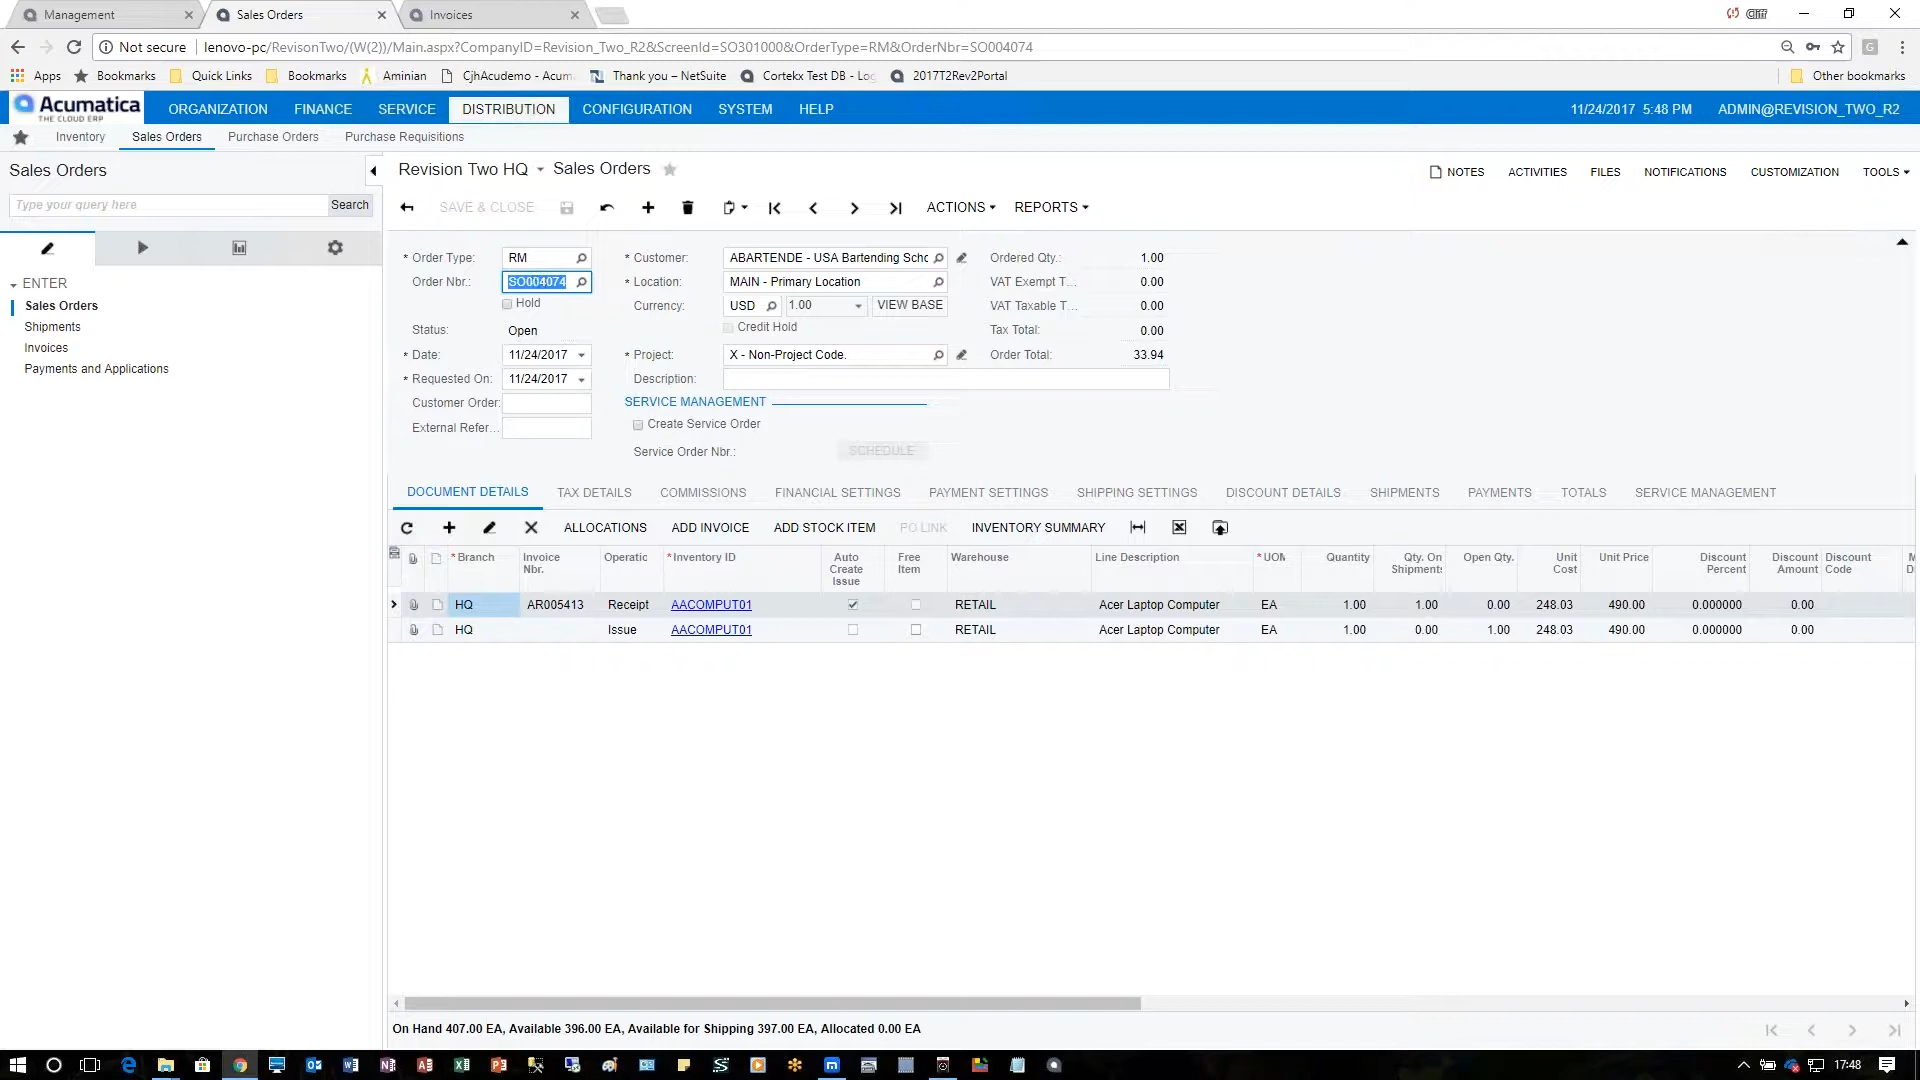 Management
Sales Orders
Invoices
Cliff
Not secure
lenovo-pc/RevisonTwo/(W(2))/Main.aspx?CompanyID=Revision_Two_R2&ScreenId=SO301000&OrderType=RM&OrderNbr=SO004074
G
Apps
Bookmarks
Quick Links
Bookmarks
Aminian
CjhAcudemo - Acum
Thank you – NetSuite
Cortekx Test DB - Log
2017T2Rev2Portal
Other bookmarks
Acumatica
THE CLOUD ERP
ORGANIZATION FINANCE SERVICE DISTRIBUTION CONFIGURATION SYSTEM HELP
11/24/2017 5:48 PM ADMIN@REVISION_TWO_R2
Inventory Sales Orders Purchase Orders Purchase Requisitions
Sales Orders
Type your query here
Search
ENTER
Sales Orders
Shipments
Invoices
Payments and Applications
Revision Two HQ Sales Orders
NOTES ACTIVITIES FILES NOTIFICATIONS CUSTOMIZATION TOOLS
SAVE & CLOSE
ACTIONS REPORTS
* Order Type: RM
Order Nbr.: SO004074
Hold
Status: Open
* Date: 11/24/2017
* Requested On: 11/24/2017
Customer Order:
External Refer...
* Customer: ABARTENDE - USA Bartending Scho
* Location: MAIN - Primary Location
Currency: USD 1.00 VIEW BASE
Credit Hold
* Project: X - Non-Project Code.
Description:
SERVICE MANAGEMENT
Create Service Order
Service Order Nbr.: SCHEDULE
Ordered Qty.: 1.00
VAT Exempt T... 0.00
VAT Taxable T... 0.00
Tax Total: 0.00
Order Total: 33.94
DOCUMENT DETAILS TAX DETAILS COMMISSIONS FINANCIAL SETTINGS PAYMENT SETTINGS SHIPPING SETTINGS DISCOUNT DETAILS SHIPMENTS PAYMENTS TOTALS SERVICE MANAGEMENT
ALLOCATIONS ADD INVOICE ADD STOCK ITEM PO LINK INVENTORY SUMMARY
* Branch Invoice Nbr. Operatic * Inventory ID Auto Create Issue Free Item Warehouse Line Description * UOM Quantity Qty. On Shipments Open Qty. Unit Cost Unit Price Discount Percent Discount Amount Discount Code M Di
HQ AR005413 Receipt AACOMPUT01 RETAIL Acer Laptop Computer EA 1.00 1.00 0.00 248.03 490.00 0.000000 0.00
HQ Issue AACOMPUT01 RETAIL Acer Laptop Computer EA 1.00 0.00 1.00 248.03 490.00 0.000000 0.00
On Hand 407.00 EA, Available 396.00 EA, Available for Shipping 397.00 EA, Allocated 0.00 EA
17:48